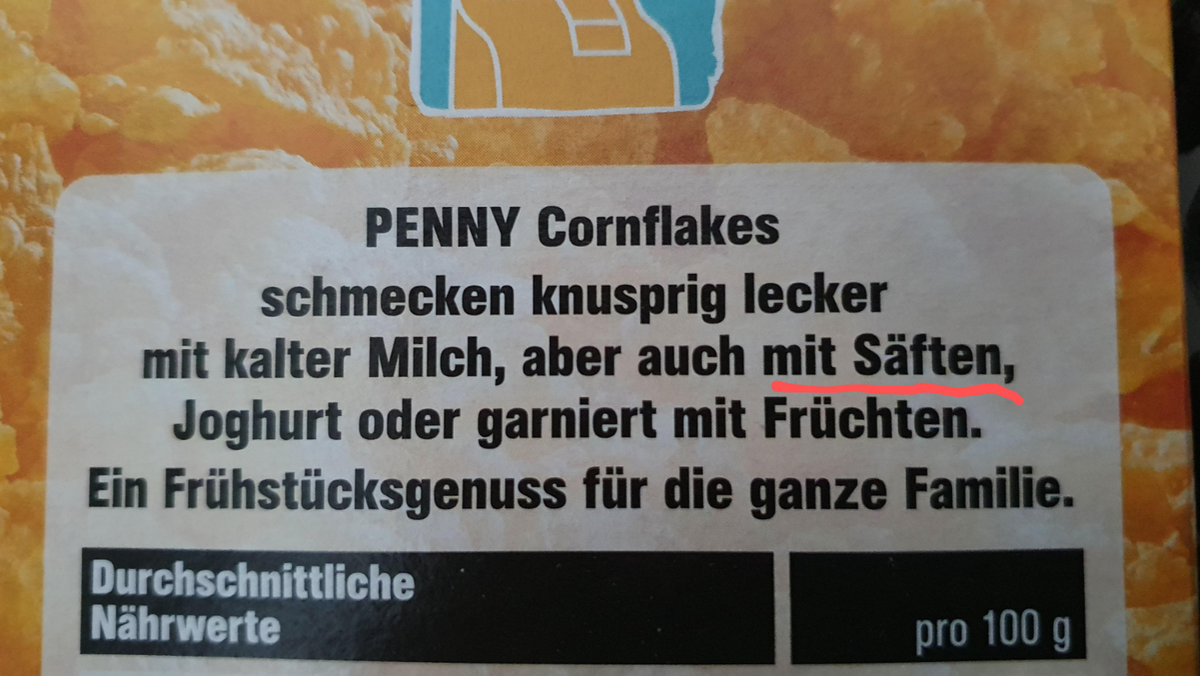 PENNY Cornflakes
schmecken knusprig lecker
mit kalter Milch, aber auch mit Säften,
Joghurt oder garniert mit Früchten.
Ein Frühstücksgenuss für die ganze Familie.
Durchschnittliche
Nährwerte
pro 100 g